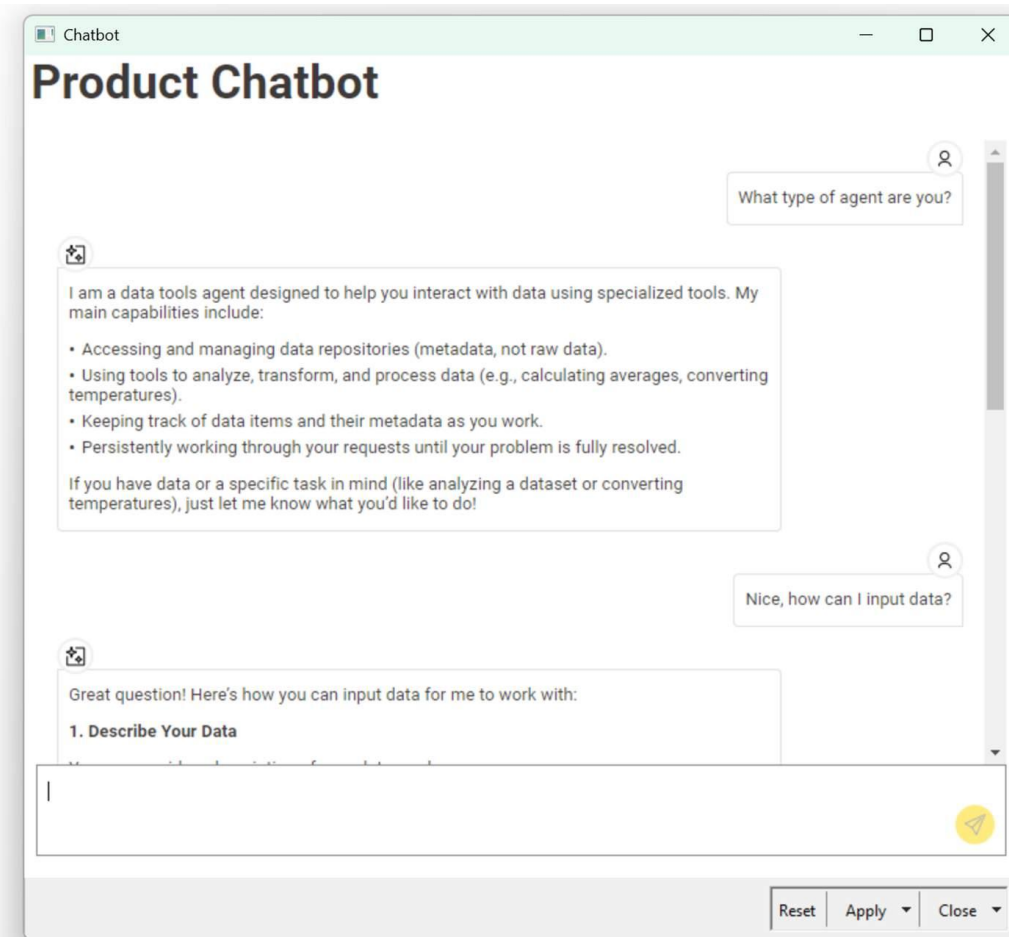 Chatbot
Product Chatbot
What type of agent are you?
I am a data tools agent designed to help you interact with data using specialized tools. My
main capabilities include:
• Accessing and managing data repositories (metadata, not raw data).
• Using tools to analyze, transform, and process data (e.g., calculating averages, converting
temperatures).
• Keeping track of data items and their metadata as you work.
• Persistently working through your requests until your problem is fully resolved.
If you have data or a specific task in mind (like analyzing a dataset or converting
temperatures), just let me know what you'd like to do!
Nice, how can I input data?
Great question! Here's how you can input data for me to work with:
1. Describe Your Data
Reset Apply Close